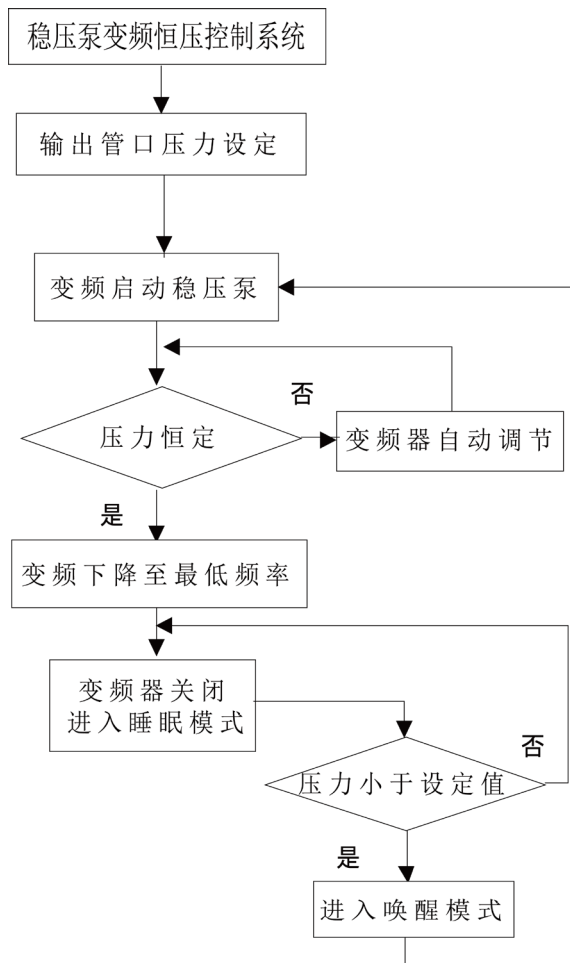 稳压泵变频恒压控制系统
输出管口压力设定
变频启动稳压泵
否
压力恒定
变频器自动调节
是
变频下降至最低频率
变频器关闭
进入睡眠模式
否
压力小于设定值
是
进入唤醒模式